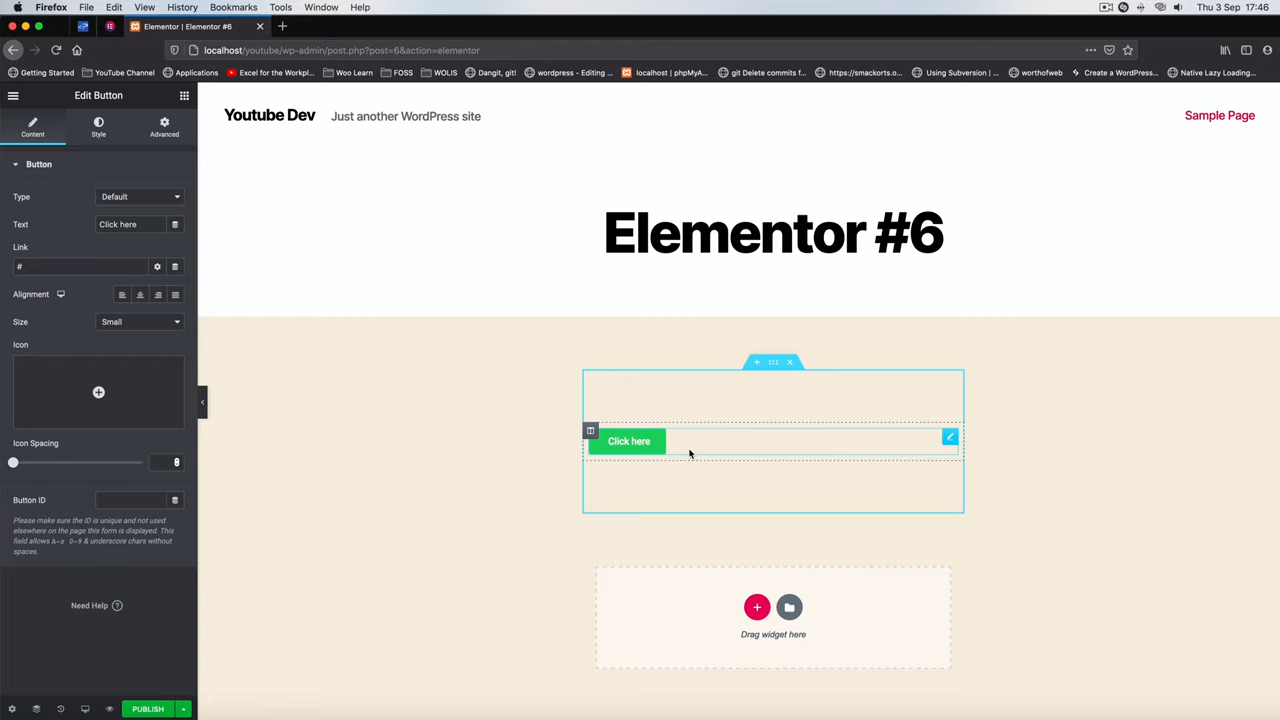 Firefox File Edit View History Bookmarks Tools Window Help Thu 3 Sep 17:46
Elementor | Elementor #6
localhost/youtube/wp-admin/post.php?post=6&action=elementor
Getting Started YouTube Channel Applications Excel for the Workpl... Woo Learn FOSS WOLIS Dangit, git! wordpress - Editing ... localhost | phpMyA... git Delete commits f... https://smackorts.co... Using Subversion | ... worthofweb Create a WordPress... Native Lazy Loading...
Edit Button
Content Style Advanced
Button
Type Default
Text Click here
Link
#
Alignment
Size Small
Icon
Icon Spacing
Button ID
Please make sure the ID is unique and not used
elsewhere on the page this form is displayed. This
field allows A-z 0-9 & underscore chars without
spaces.
Need Help ?
PUBLISH
Youtube Dev Just another WordPress site Sample Page
Elementor #6
Click here
Drag widget here